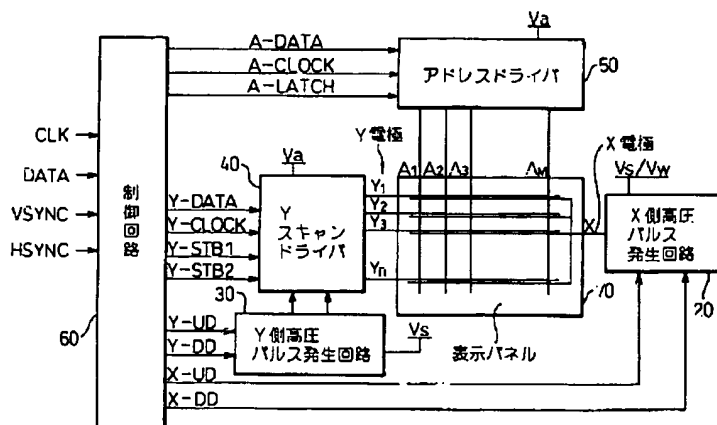 Va
A-DATA
A-CLOCK
A-LATCH
アドレスドライバ
50
CLK
DATA
VSYNC
HSYNC
制御回路
60
Y-DATA
Y-CLOCK
Y-STB1
Y-STB2
40
Va
Y
スキャン
ドライバ
Y電極
A1 A2 A3 AM
Y1
Y2
Y3
Yn
X
X電極
Vs/Vw
X側高圧
パルス
発生回路
20
70
表示パネル
30
Y-UD
Y-DD
X-UD
X-DD
Y側高圧
パルス発生回路
Vs